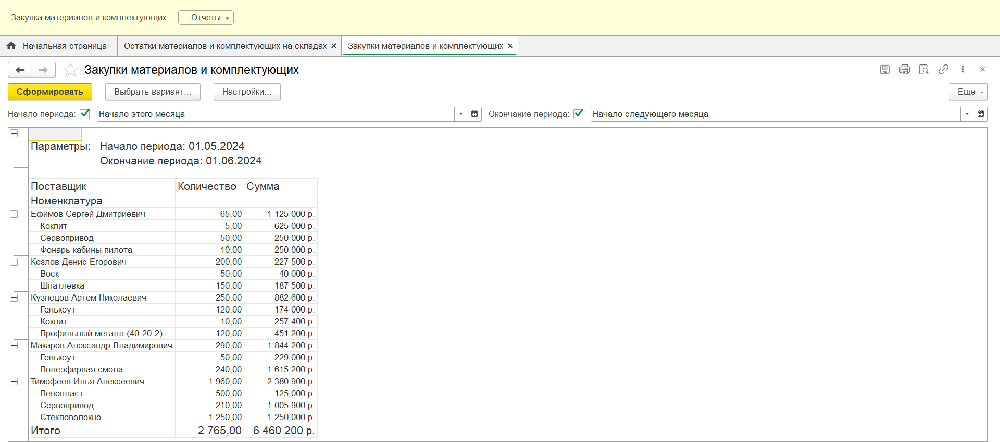 Закупка материалов и комплектующих Отчеты
Начальная страница Остатки материалов и комплектующих на складах Закупки материалов и комплектующих
Закупки материалов и комплектующих
Сформировать Выбрать вариант... Настройки... Еще
Начало периода: Начало этого месяца Окончание периода: Начало следующего месяца
Параметры: Начало периода: 01.05.2024
Окончание периода: 01.06.2024
Поставщик Количество Сумма
Номенклатура
Ефимов Сергей Дмитриевич 65,00 1 125 000 р.
Кокпит 5,00 625 000 р.
Сервопривод 50,00 250 000 р.
Фонарь кабины пилота 10,00 250 000 р.
Козлов Денис Егорович 200,00 227 500 р.
Воск 50,00 40 000 р.
Шпатлёвка 150,00 187 500 р.
Кузнецов Артем Николаевич 250,00 882 600 р.
Гелькоут 120,00 174 000 р.
Кокпит 10,00 257 400 р.
Профильный металл (40-20-2) 120,00 451 200 р.
Макаров Александр Владимирович 290,00 1 844 200 р.
Гелькоут 50,00 229 000 р.
Полеэфирная смола 240,00 1 615 200 р.
Тимофеев Илья Алексеевич 1 960,00 2 380 900 р.
Пенопласт 500,00 125 000 р.
Сервопривод 210,00 1 005 900 р.
Стекловолокно 1 250,00 1 250 000 р.
Итого 2 765,00 6 460 200 р.